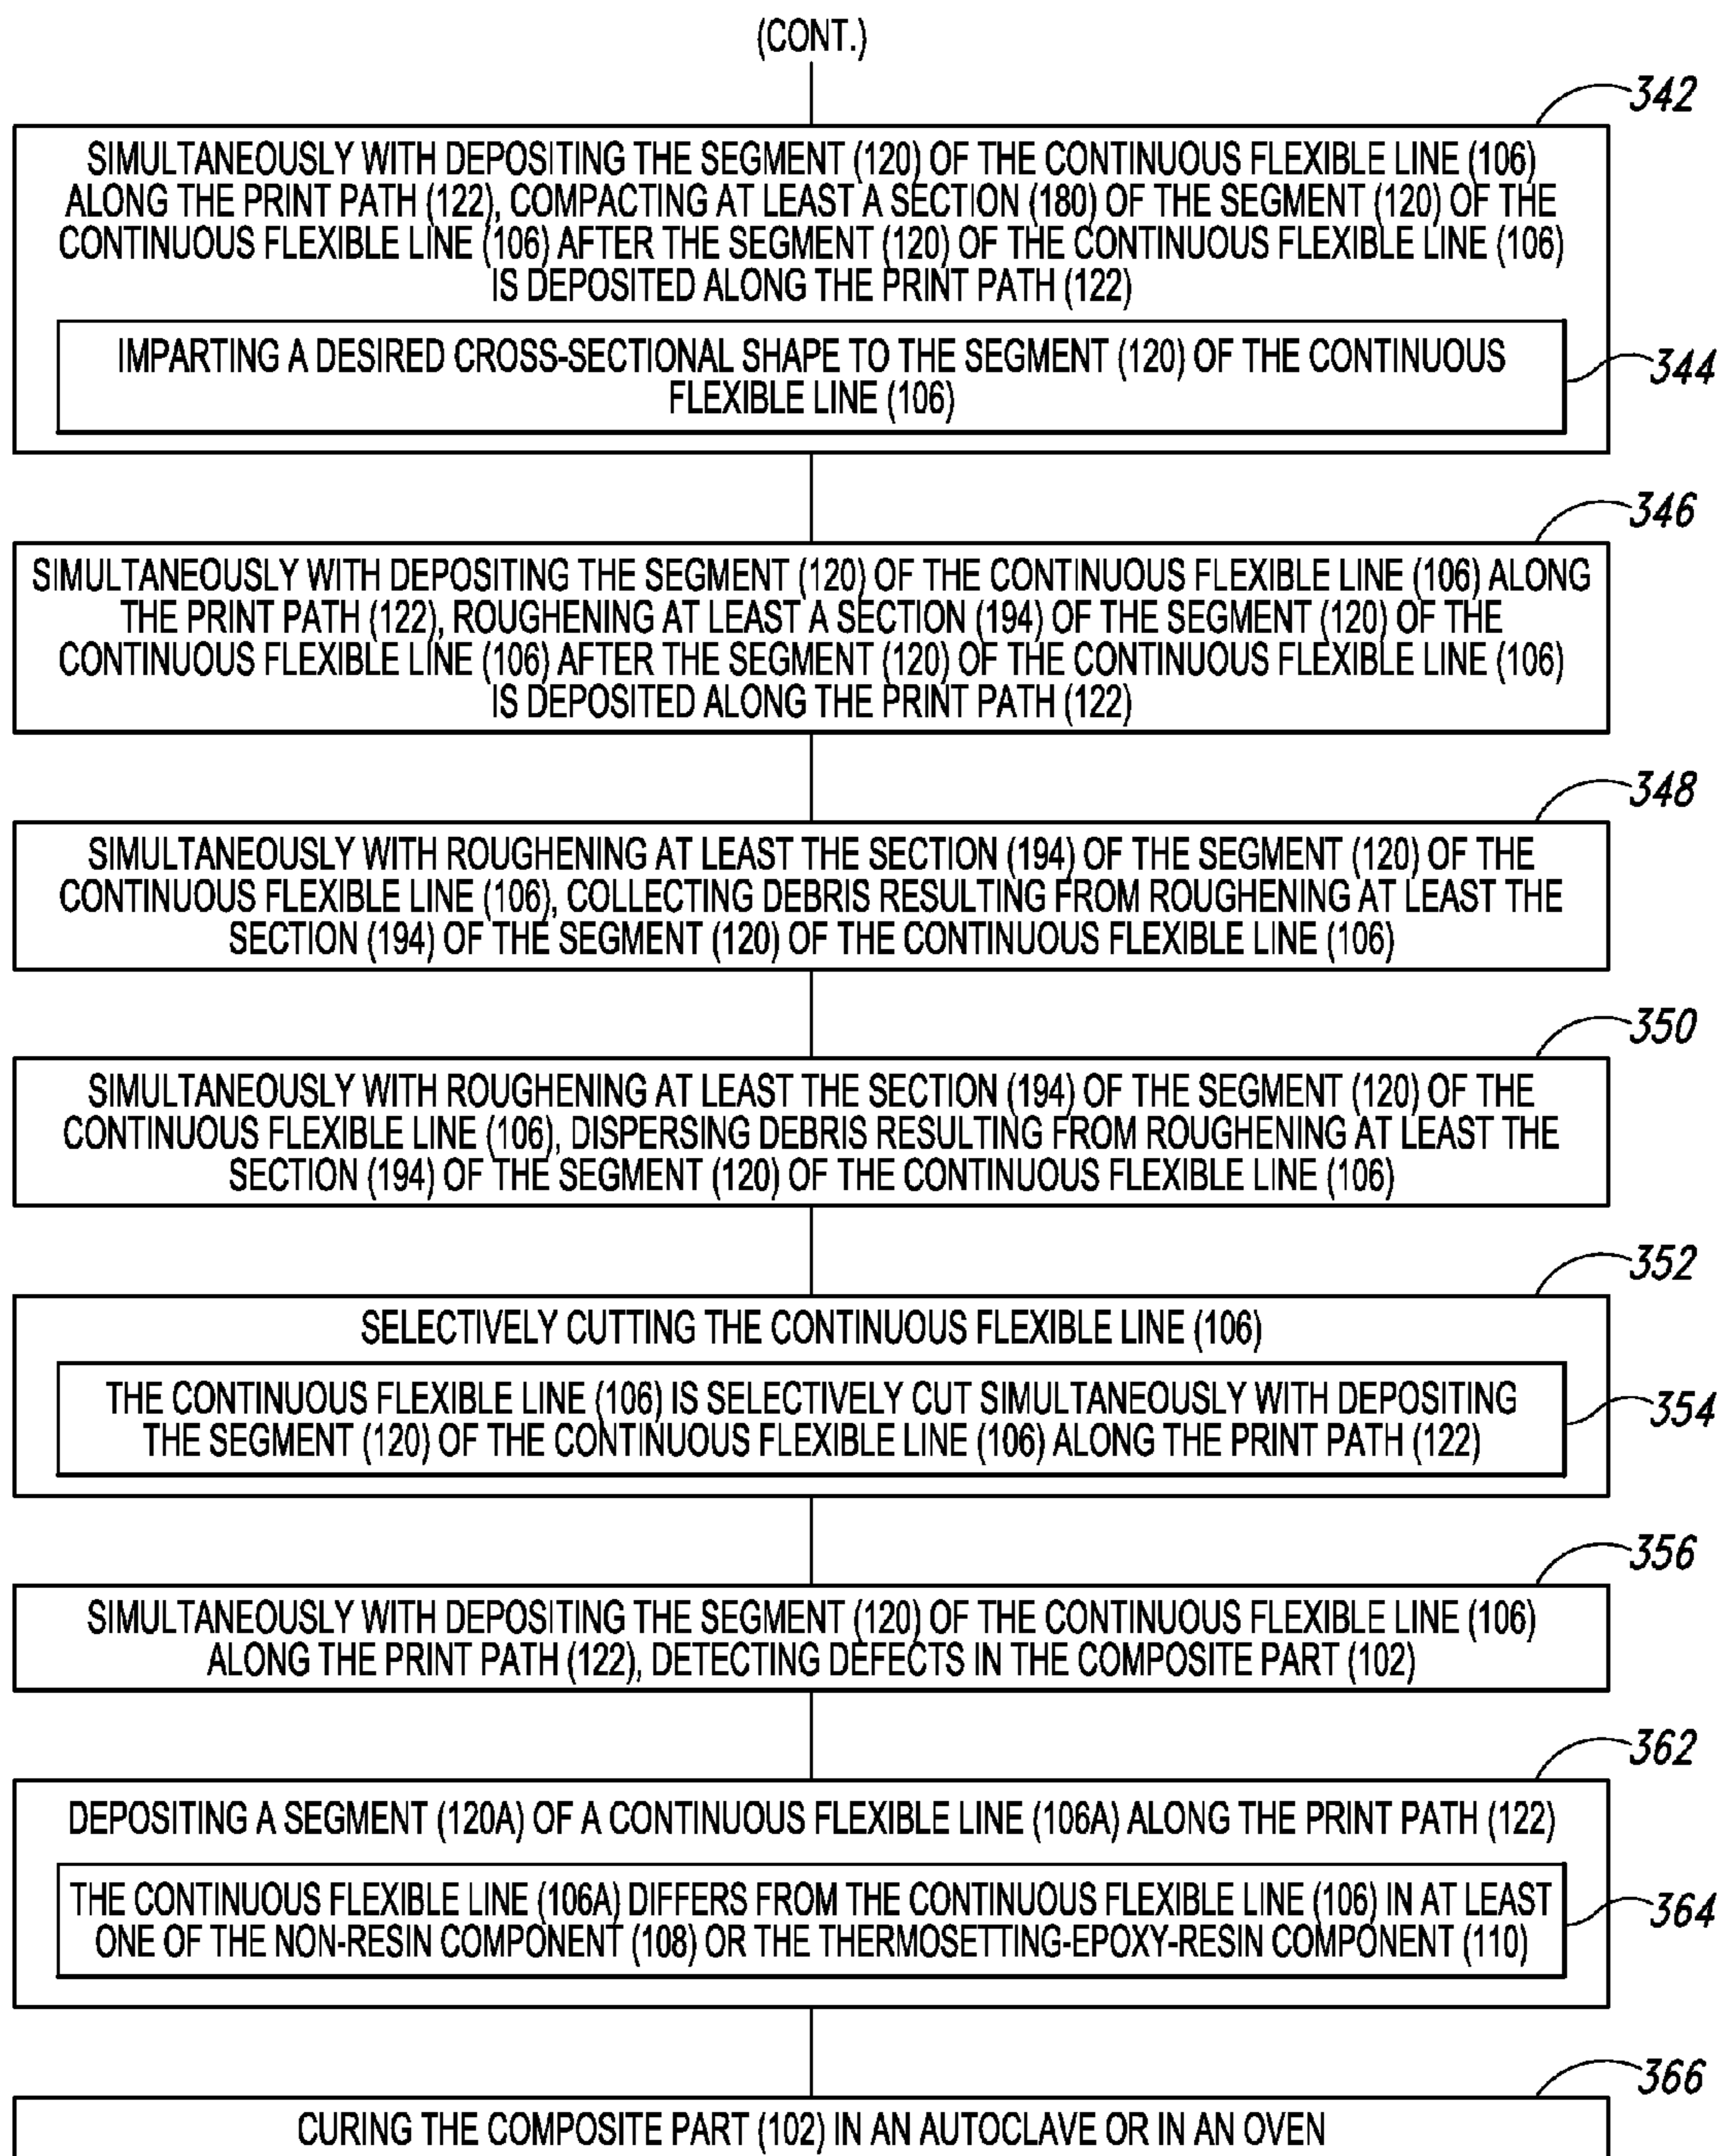 (CONT.)
342
SIMULTANEOUSLY WITH DEPOSITING THE SEGMENT (120) OF THE CONTINUOUS FLEXIBLE LINE (106)
ALONG THE PRINT PATH (122), COMPACTING AT LEAST A SECTION (180) OF THE SEGMENT (120) OF THE
CONTINUOUS FLEXIBLE LINE (106) AFTER THE SEGMENT (120) OF THE CONTINUOUS FLEXIBLE LINE (106)
IS DEPOSITED ALONG THE PRINT PATH (122)
IMPARTING A DESIRED CROSS-SECTIONAL SHAPE TO THE SEGMENT (120) OF THE CONTINUOUS
FLEXIBLE LINE (106)
344
346
SIMULTANEOUSLY WITH DEPOSITING THE SEGMENT (120) OF THE CONTINUOUS FLEXIBLE LINE (106) ALONG
THE PRINT PATH (122), ROUGHENING AT LEAST A SECTION (194) OF THE SEGMENT (120) OF THE
CONTINUOUS FLEXIBLE LINE (106) AFTER THE SEGMENT (120) OF THE CONTINUOUS FLEXIBLE LINE (106)
IS DEPOSITED ALONG THE PRINT PATH (122)
348
SIMULTANEOUSLY WITH ROUGHENING AT LEAST THE SECTION (194) OF THE SEGMENT (120) OF THE
CONTINUOUS FLEXIBLE LINE (106), COLLECTING DEBRIS RESULTING FROM ROUGHENING AT LEAST THE
SECTION (194) OF THE SEGMENT (120) OF THE CONTINUOUS FLEXIBLE LINE (106)
350
SIMULTANEOUSLY WITH ROUGHENING AT LEAST THE SECTION (194) OF THE SEGMENT (120) OF THE
CONTINUOUS FLEXIBLE LINE (106), DISPERSING DEBRIS RESULTING FROM ROUGHENING AT LEAST THE
SECTION (194) OF THE SEGMENT (120) OF THE CONTINUOUS FLEXIBLE LINE (106)
352
SELECTIVELY CUTTING THE CONTINUOUS FLEXIBLE LINE (106)
THE CONTINUOUS FLEXIBLE LINE (106) IS SELECTIVELY CUT SIMULTANEOUSLY WITH DEPOSITING
THE SEGMENT (120) OF THE CONTINUOUS FLEXIBLE LINE (106) ALONG THE PRINT PATH (122)
354
356
SIMULTANEOUSLY WITH DEPOSITING THE SEGMENT (120) OF THE CONTINUOUS FLEXIBLE LINE (106)
ALONG THE PRINT PATH (122), DETECTING DEFECTS IN THE COMPOSITE PART (102)
362
DEPOSITING A SEGMENT (120A) OF A CONTINUOUS FLEXIBLE LINE (106A) ALONG THE PRINT PATH (122)
THE CONTINUOUS FLEXIBLE LINE (106A) DIFFERS FROM THE CONTINUOUS FLEXIBLE LINE (106) IN AT LEAST
ONE OF THE NON-RESIN COMPONENT (108) OR THE THERMOSETTING-EPOXY-RESIN COMPONENT (110)
364
366
CURING THE COMPOSITE PART (102) IN AN AUTOCLAVE OR IN AN OVEN